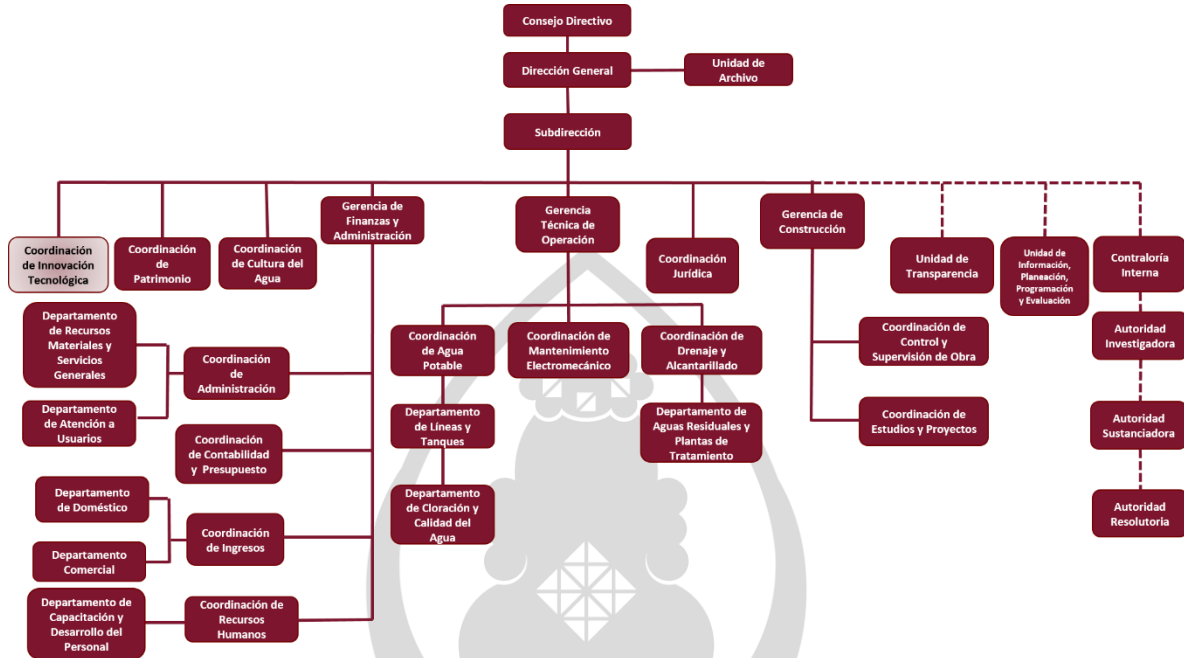 Consejo Directivo
Dirección General
Unidad de
Archivo
Subdirección
Coordinación
de Innovación
Tecnológica
Coordinación
de
Patrimonio
Coordinación
de Cultura del
Agua
Gerencia de
Finanzas y
Administración
Gerencia
Técnica de
Operación
Coordinación
Jurídica
Gerencia de
Construcción
Unidad de
Transparencia
Unidad de
Información,
Planeación,
Programación
y Evaluación
Contraloría
Interna
Departamento
de Recursos
Materiales y
Servicios
Generales
Coordinación
de
Administración
Departamento
de Atención a
Usuarios
Coordinación
de Contabilidad
y Presupuesto
Departamento
de Doméstico
Coordinación
de Ingresos
Departamento
Comercial
Departamento de
Capacitación y
Desarrollo del
Personal
Coordinación de
Recursos
Humanos
Coordinación
de Agua
Potable
Coordinación de
Mantenimiento
Electromecánico
Coordinación de
Drenaje y
Alcantarillado
Departamento
de Líneas y
Tanques
Departamento de
Aguas Residuales y
Plantas de
Tratamiento
Departamento
de Cloración y
Calidad del
Agua
Coordinación de
Control y
Supervisión de Obra
Coordinación de
Estudios y Proyectos
Autoridad
Investigadora
Autoridad
Sustanciadora
Autoridad
Resolutoria